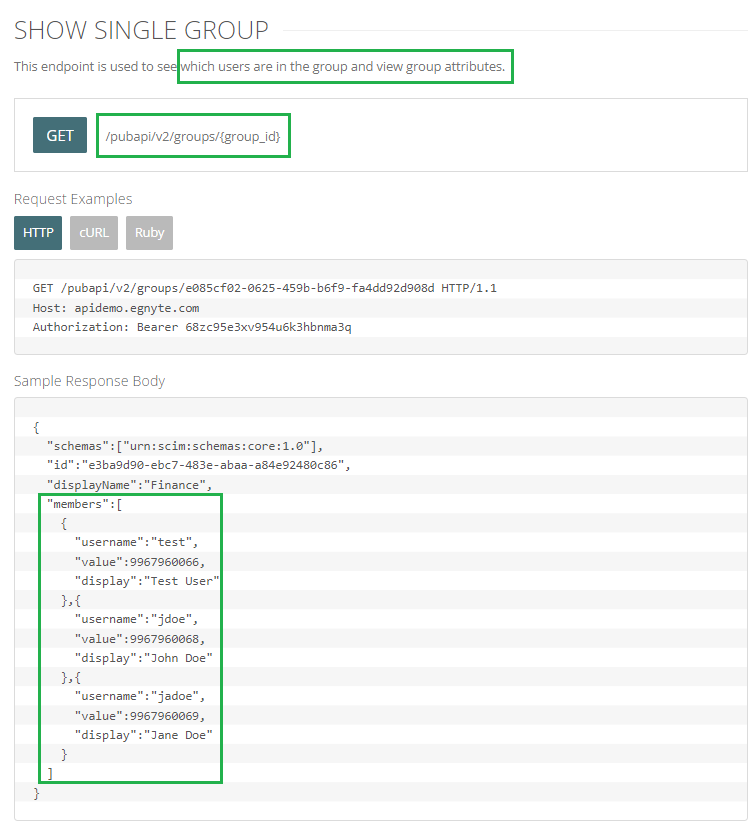 SHOW SINGLE GROUP
This endpoint is used to see which users are in the group and view group attributes.
GET /pubapi/v2/groups/{group_id}
Request Examples
HTTP cURL Ruby
GET /pubapi/v2/groups/e085cf02-0625-459b-b6f9-fa4dd92d908d HTTP/1.1
Host: apidemo.egnyte.com
Authorization: Bearer 68zc95e3xv954u6k3hbnma3q
Sample Response Body
{
"schemas":["urn:scim:schemas:core:1.0"],
"id":"e3ba9d90-ebc7-483e-abaa-a84e92480c86",
"displayName":"Finance",
"members":[
{
"username":"test",
"value":9967960066,
"display":"Test User"
},{
"username":"jdoe",
"value":9967960068,
"display":"John Doe"
},{
"username":"jadoe",
"value":9967960069,
"display":"Jane Doe"
}
]
}